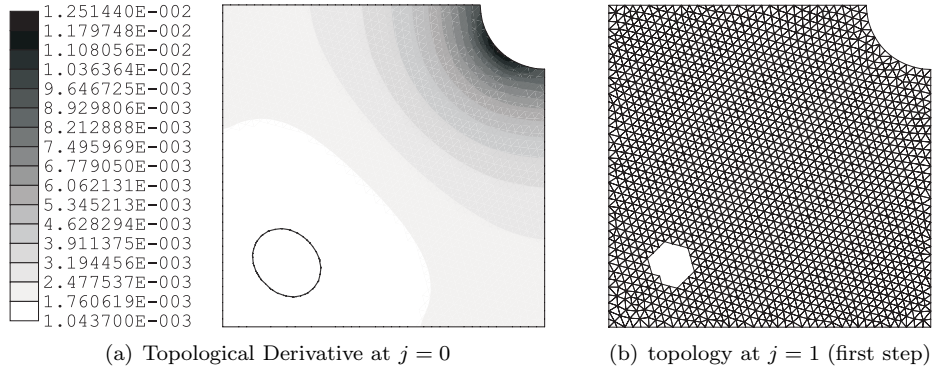 1.251440E-002
1.179748E-002
1.108056E-002
1.036364E-002
9.646725E-003
8.929806E-003
8.212888E-003
7.495969E-003
6.779050E-003
6.062131E-003
5.345213E-003
4.628294E-003
3.911375E-003
3.194456E-003
2.477537E-003
1.760619E-003
1.043700E-003
(a) Topological Derivative at j = 0
(b) topology at j = 1 (first step)